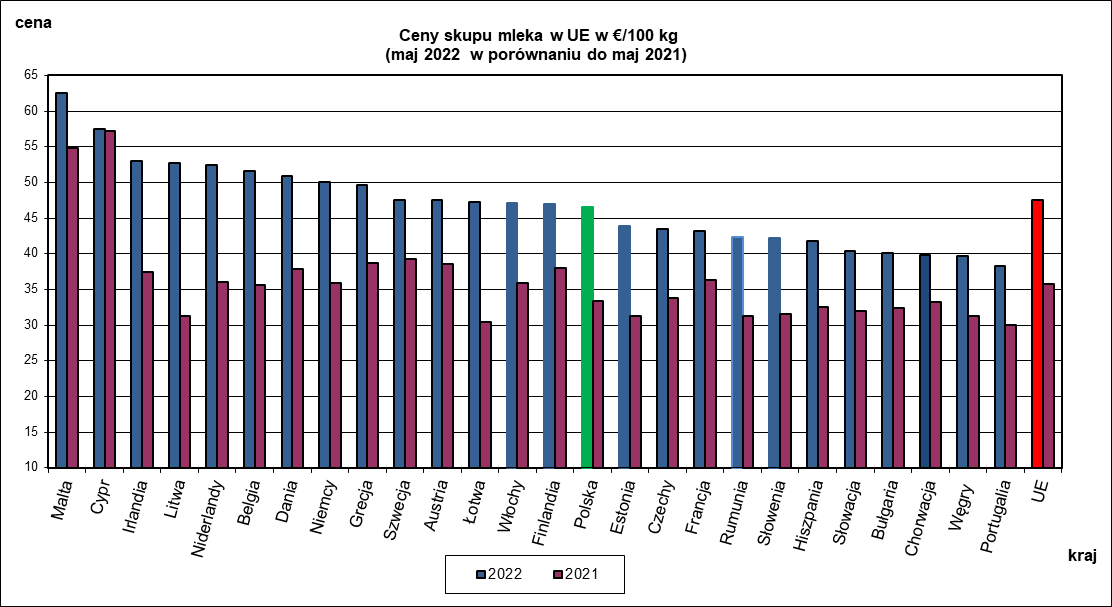 cena
Ceny skupu mleka w UE w €/100 kg
(maj 2022 w porównaniu do maj 2021)
65
60
55
50
45
40
35
30
25
20
15
10
Malta
Cypr
Irlandia
Litwa
Niderlandy
Belgia
Dania
Niemcy
Grecja
Szwecja
Austria
Łotwa
Włochy
Finlandia
Polska
Estonia
Czechy
Francja
Rumunia
Słowenia
Hiszpania
Słowacja
Bułgaria
Chorwacja
Węgry
Portugalia
UE
kraj
2022 2021